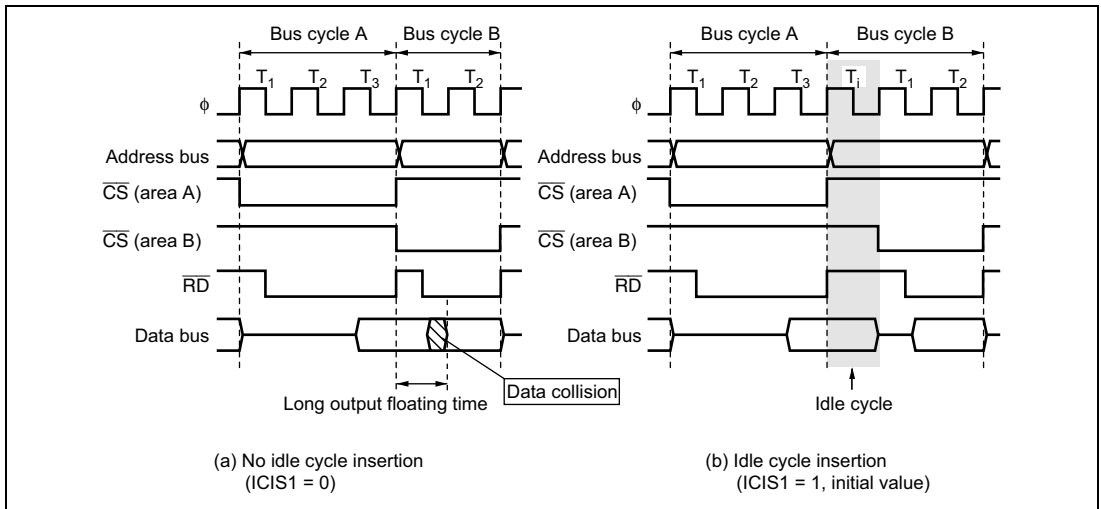 Bus cycle A
Bus cycle B
T1
T2
T3
T1
T2
ϕ
Address bus
CS (area A)
CS (area B)
RD
Data bus
Data collision
Long output floating time
(a) No idle cycle insertion
(ICIS1 = 0)
Bus cycle A
Bus cycle B
T1
T2
T3
Ti
T1
T2
ϕ
Address bus
CS (area A)
CS (area B)
RD
Data bus
Idle cycle
(b) Idle cycle insertion
(ICIS1 = 1, initial value)